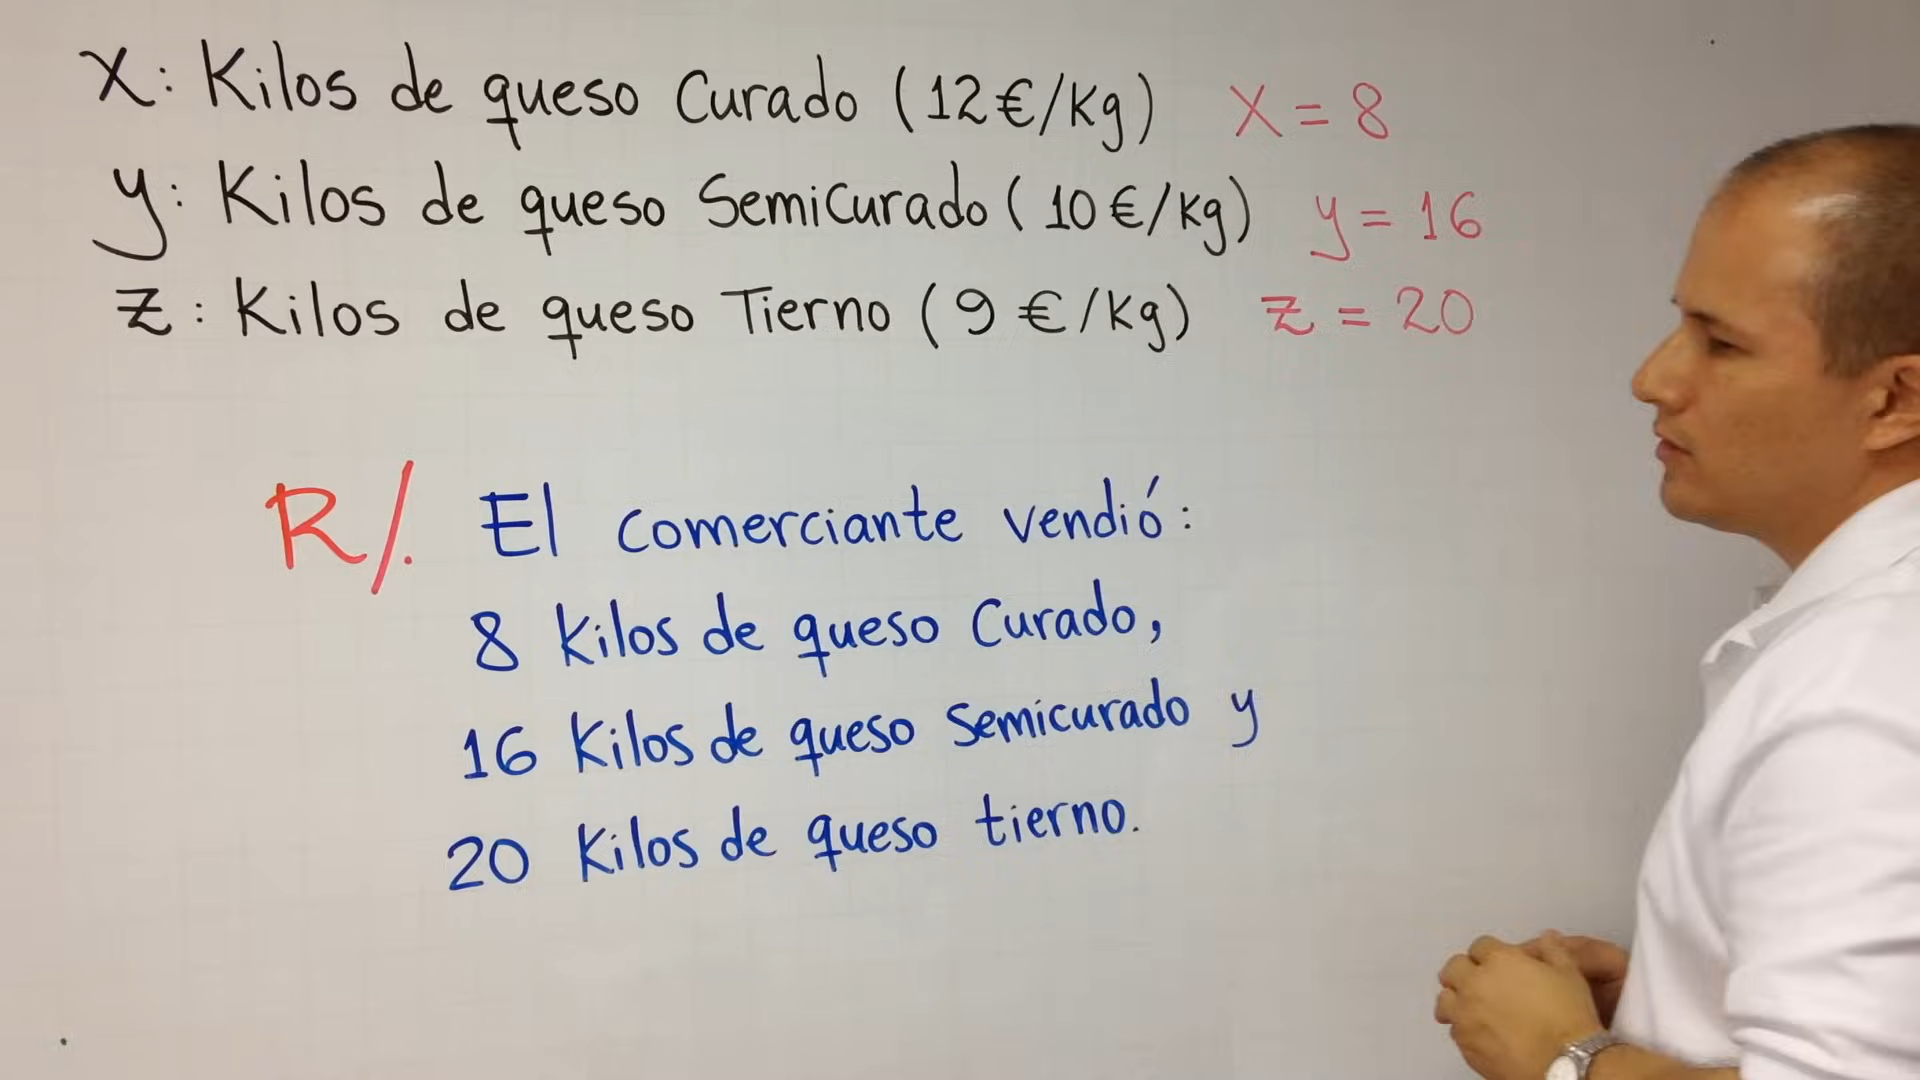 X: Kilos de queso Curado (12€/Kg) X = 8
y: Kilos de queso Semicurado (10€/Kg) y = 16
z: Kilos de queso Tierno (9 €/Kg) z = 20
R/. El comerciante vendió:
8 Kilos de queso Curado,
16 Kilos de queso Semicurado y
20 Kilos de queso tierno.